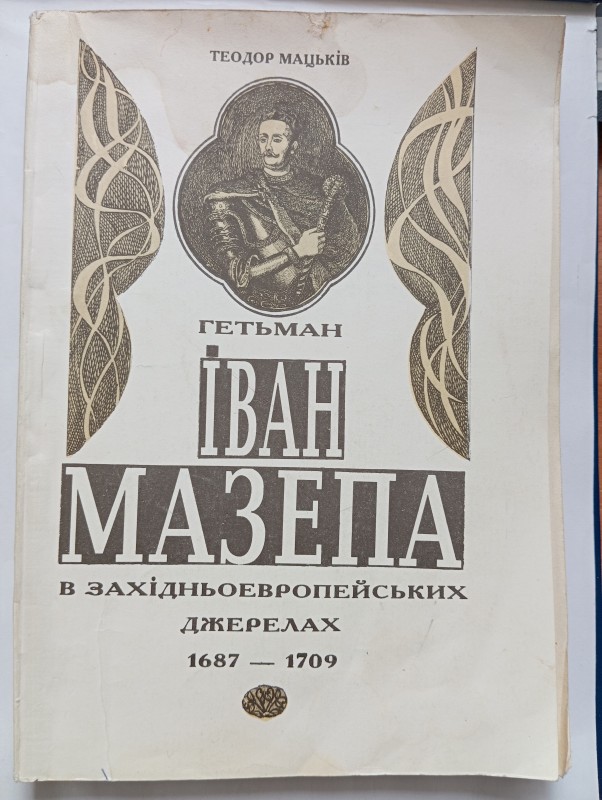 ТЕОДОР МАЦЬКІВ
ГЕТЬМАН
ІВАН
МАЗЕПА
В ЗАХІДНЬОЕВРОПЕЙСЬКИХ
ДЖЕРЕЛАХ
1687 — 1709